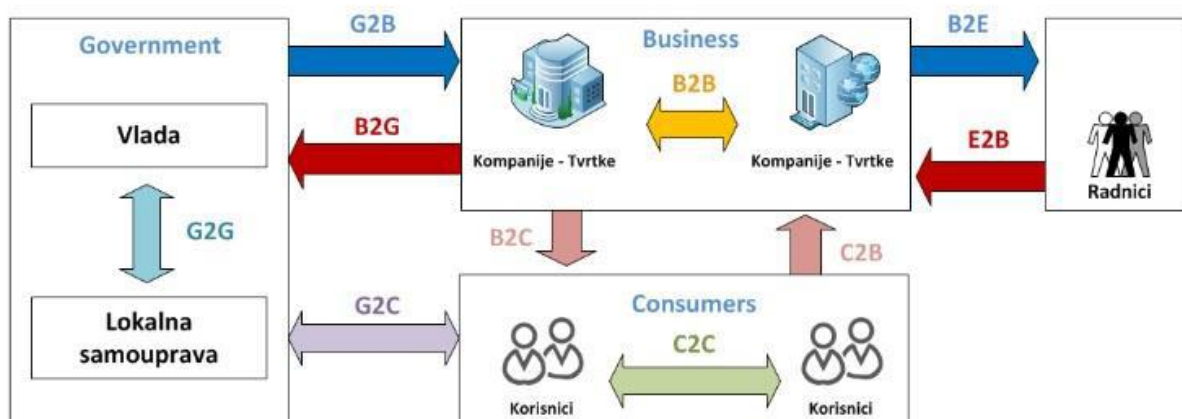 Government
G2B
Business
B2E
B2B
Vlada
B2G
Kompanije - Tvrtke
Kompanije - Tvrtke
E2B
Radnici
G2G
B2C
C2B
Lokalna
samouprava
G2C
Consumers
C2C
Korisnici
Korisnici